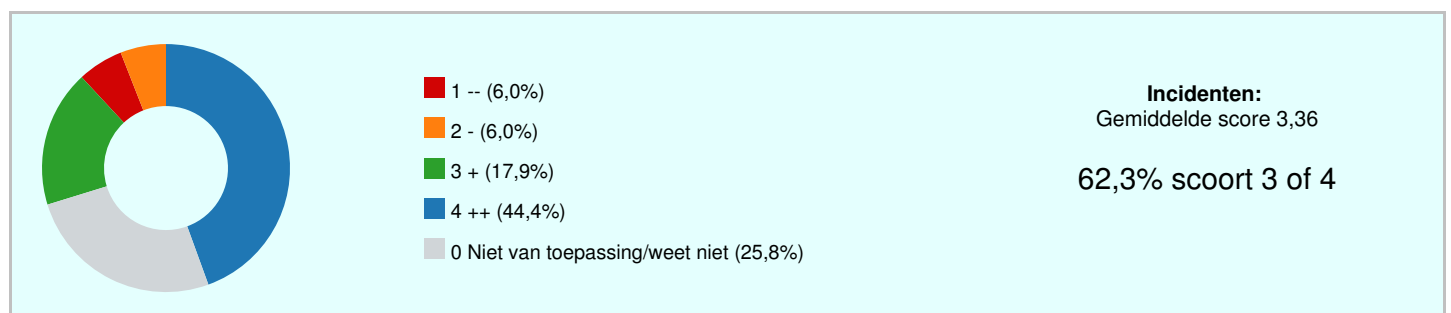 1 -- (6,0%)
2 - (6,0%)
3 + (17,9%)
4 ++ (44,4%)
0 Niet van toepassing/weet niet (25,8%)
Incidenten:
Gemiddelde score 3,36
62,3% scoort 3 of 4